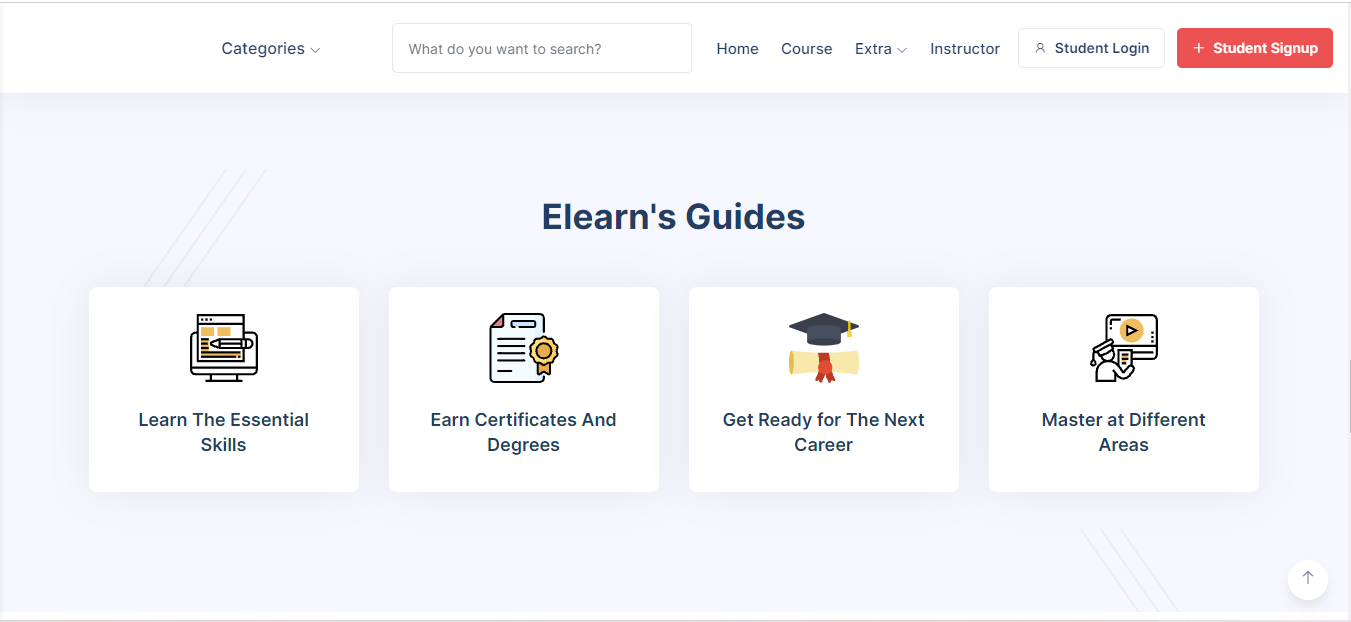 Categories
What do you want to search?
Home
Course
Extra
Instructor
Student Login
+ Student Signup
Elearn's Guides
Learn The Essential
Skills
Earn Certificates And
Degrees
Get Ready for The Next
Career
Master at Different
Areas